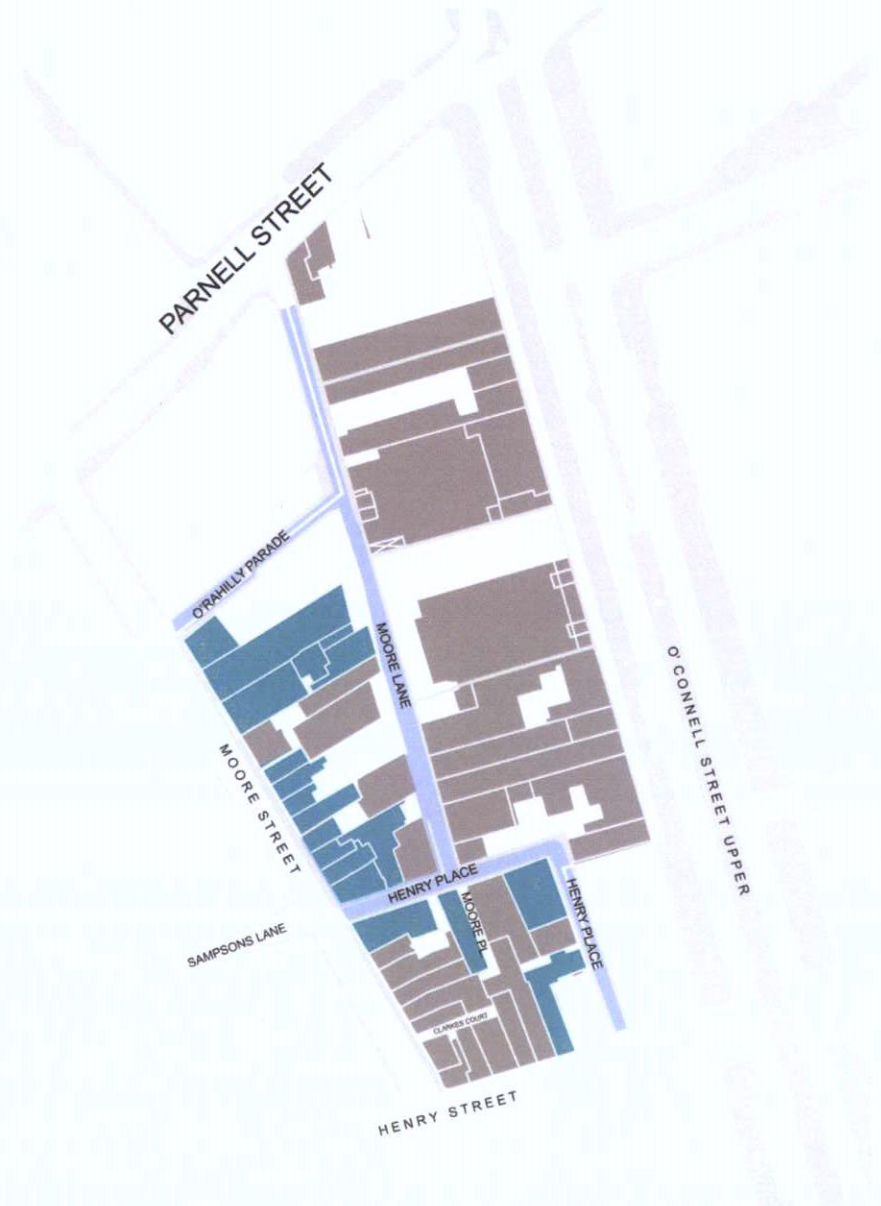 PARNELL STREET
O'RAHILLY PARADE
MOORE LANE
O'CONNELL STREET UPPER
MOORE STREET
HENRY PLACE
MOORE PL
HENRY PLACE
SAMPSONS LANE
CLARKES COURT
HENRY STREET